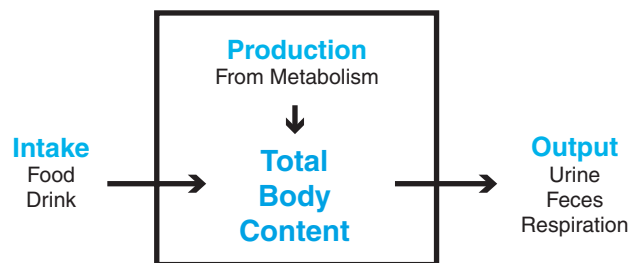 Production
From Metabolism
Intake
Food
Drink
Total
Body
Content
Output
Urine
Feces
Respiration